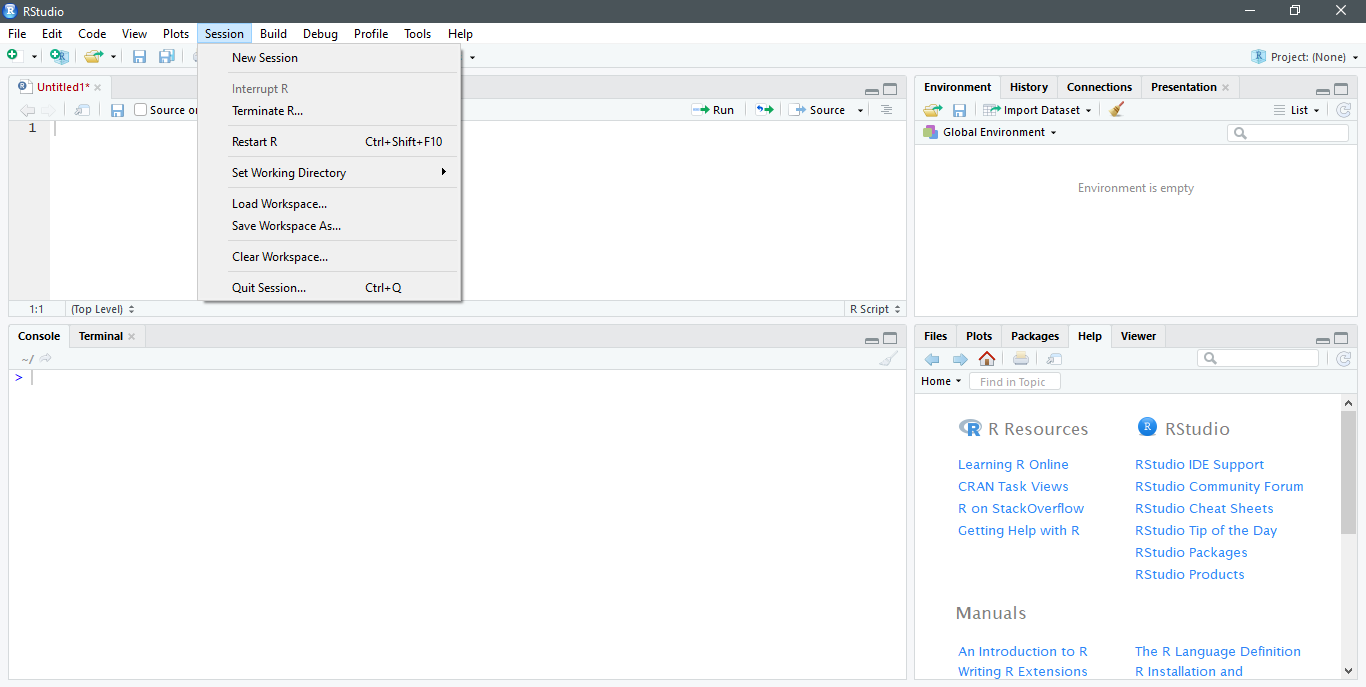 RStudio
File Edit Code View Plots Session Build Debug Profile Tools Help
Project: (None)
New Session
Interrupt R
Terminate R...
Restart R Ctrl+Shift+F10
Set Working Directory
Load Workspace...
Save Workspace As...
Clear Workspace...
Quit Session... Ctrl+Q
Untitled1*
Source Run Source
1
1:1 (Top Level) R Script
Console Terminal
~/
>
Environment History Connections Presentation
Import Dataset List
Global Environment
Environment is empty
Files Plots Packages Help Viewer
Home Find in Topic
R Resources
Learning R Online
CRAN Task Views
R on StackOverflow
Getting Help with R
RStudio
RStudio IDE Support
RStudio Community Forum
RStudio Cheat Sheets
RStudio Tip of the Day
RStudio Packages
RStudio Products
Manuals
An Introduction to R The R Language Definition
Writing R Extensions R Installation and